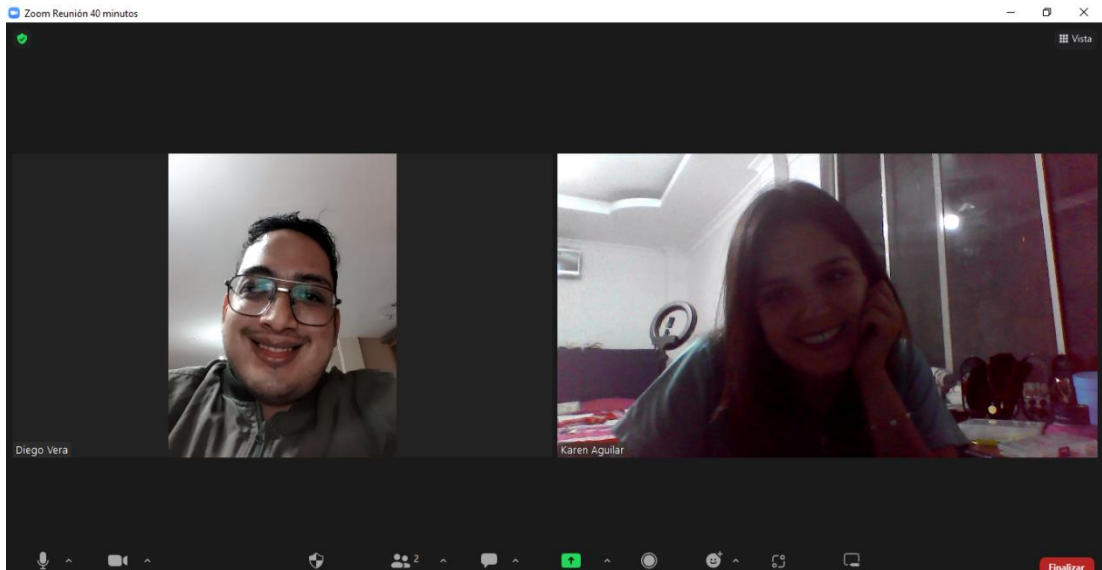 Zoom Reunión 40 minutos
Vista
Diego Vera
Karen Aguilar
2
Finalizar